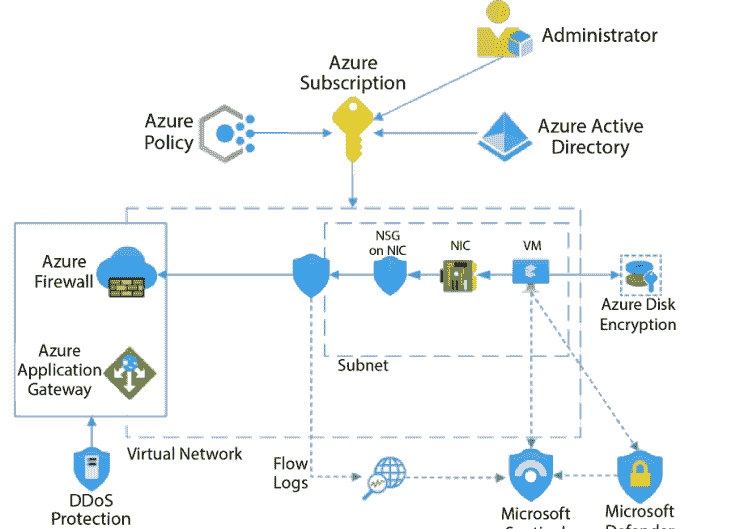 Administrator
Azure
Subscription
Azure
Policy
Azure Active
Directory
Azure
Firewall
NSG
on NIC
NIC
VM
Azure Disk
Encryption
Azure
Application
Gateway
Subnet
Virtual Network
Flow
Logs
DDoS
Protection
Microsoft
Microsoft